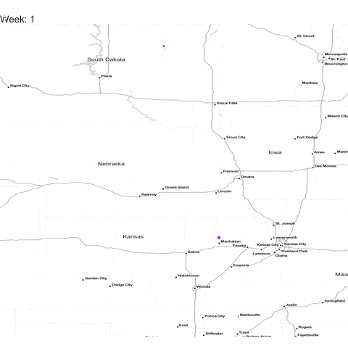 Week: 1
St. Cloud
Minneapolis
St. Paul
Bloomington
South Dakota
Pierre
Rapid City
Mankato
Sioux Falls
Mason City
Sioux City
Fort Dodge
Iowa
Ames
Nebraska
Des Moines
Fremont
Omaha
Grand Island
Kearney
Lincoln
St. Joseph
Kansas
Leavenworth
Manhattan
Topeka
Kansas City
Kansas City
Lawrence
Overland Park
Olathe
Salina
Emporia
Hutchinson
Garden City
Dodge City
Wichita
Miss
Springfield
Joplin
Ponca City
Bartlesville
Enid
Rogers
Stillwater
Tulsa
Broken Arrow
Fayetteville